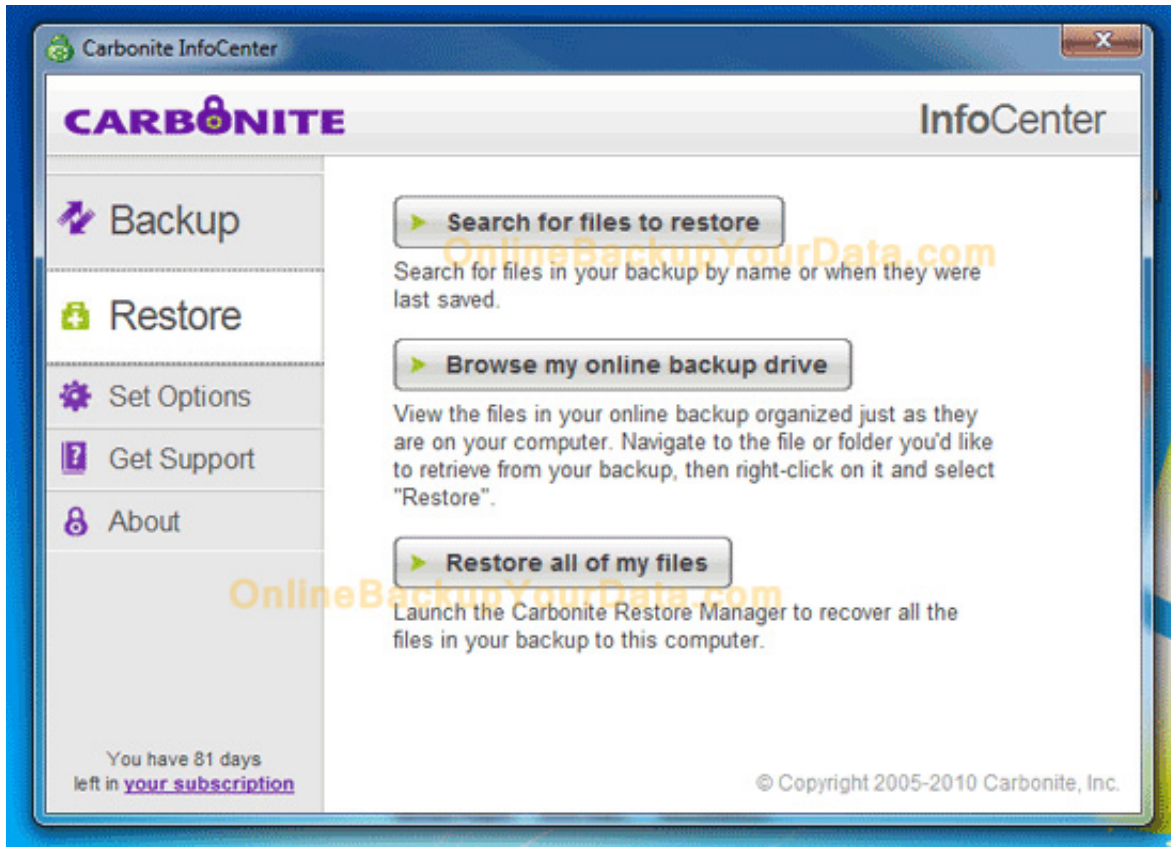 Carbonite InfoCenter
CARBONITE
InfoCenter
Backup
Restore
Set Options
Get Support
About
You have 81 days
left in your subscription
Search for files to restore
OnlineBackupYourData.com
Search for files in your backup by name or when they were
last saved.
Browse my online backup drive
View the files in your online backup organized just as they
are on your computer. Navigate to the file or folder you'd like
to retrieve from your backup, then right-click on it and select
"Restore".
Restore all of my files
OnlineBackupYourData.com
Launch the Carbonite Restore Manager to recover all the
files in your backup to this computer.
© Copyright 2005-2010 Carbonite, Inc.